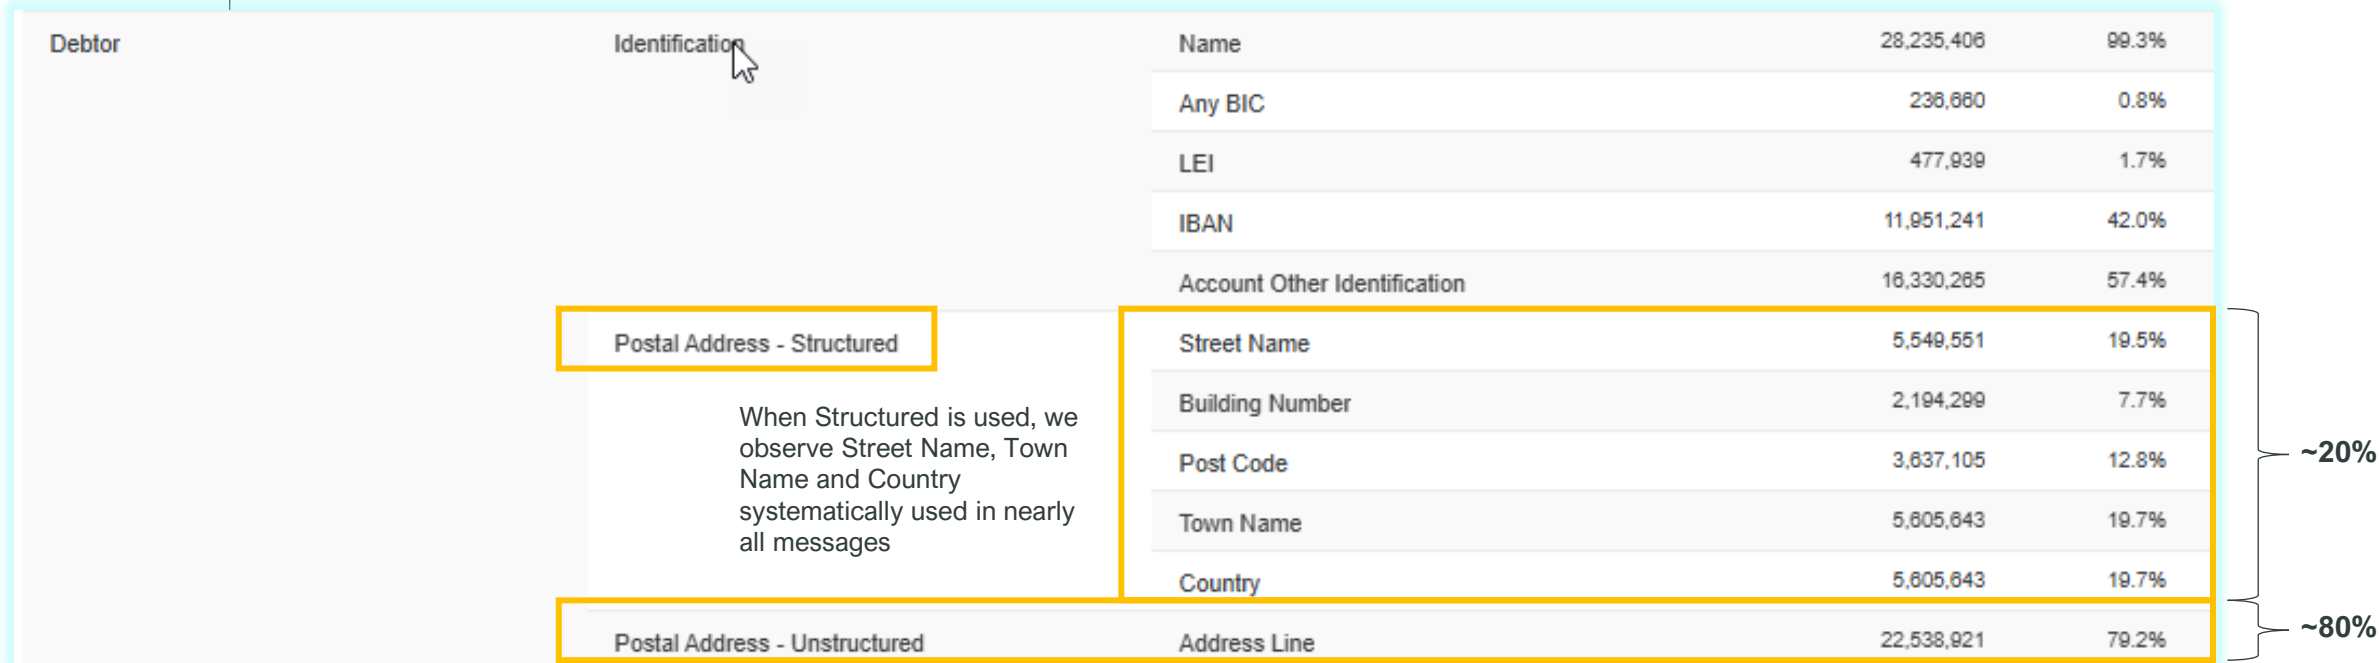 Debtor Identification Name 28,235,406 99.3%
Any BIC 236,660 0.8%
LEI 477,939 1.7%
IBAN 11,951,241 42.0%
Account Other Identification 16,330,265 57.4%
Postal Address - Structured Street Name 5,549,551 19.5%
Building Number 2,194,299 7.7%
Post Code 3,637,105 12.8%
Town Name 5,605,643 19.7%
Country 5,605,643 19.7%
When Structured is used, we
observe Street Name, Town
Name and Country
systematically used in nearly
all messages
~20%
Postal Address - Unstructured Address Line 22,538,921 79.2%
~80%